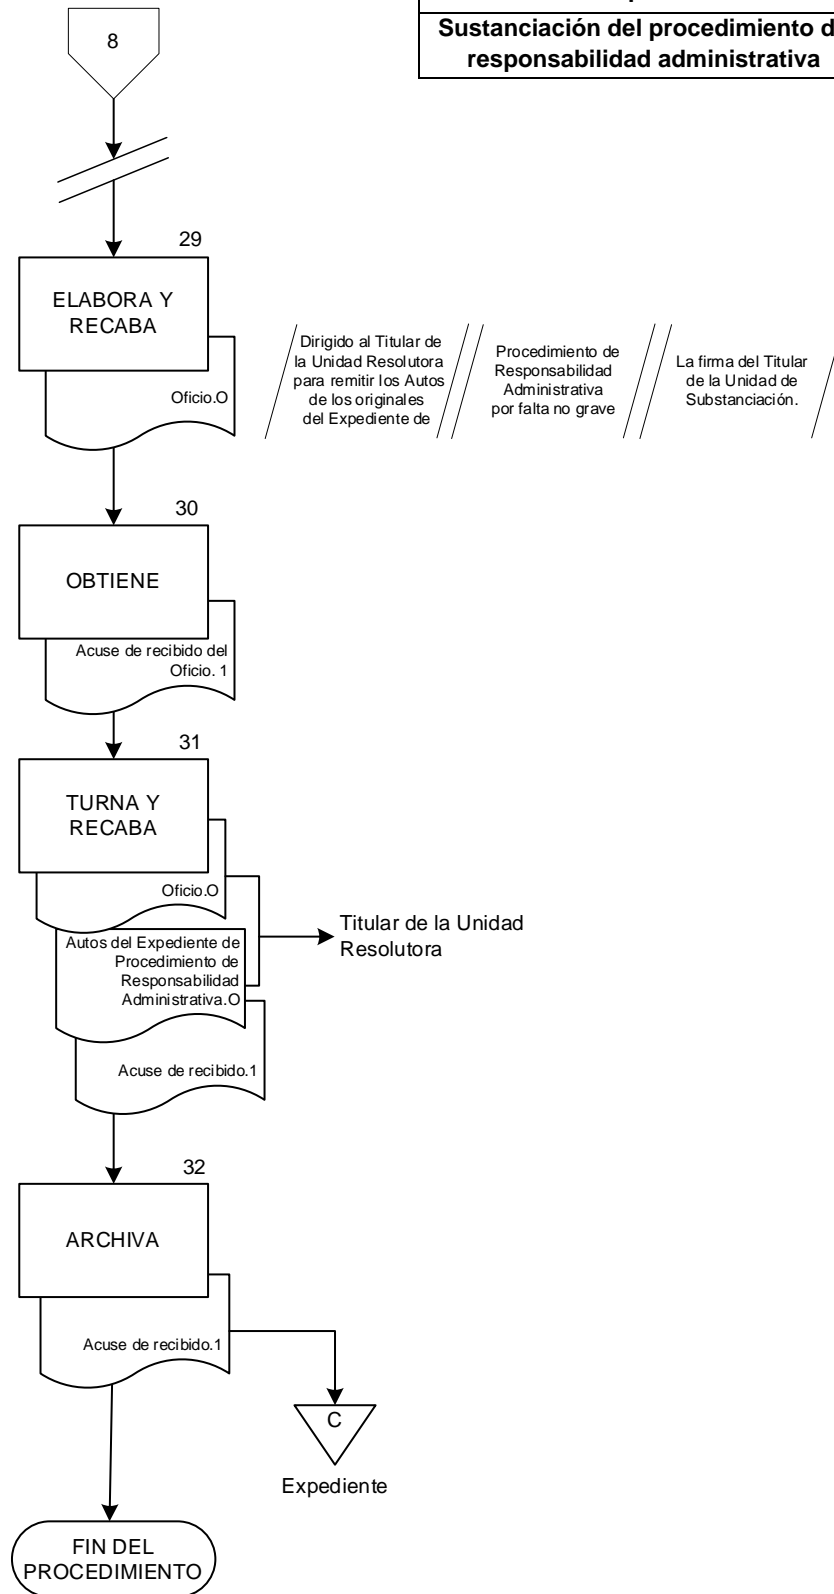 Sustanciación del procedimiento d
responsabilidad administrativa
8
29
ELABORA Y
RECABA
Oficio.O
Dirigido al Titular de
la Unidad Resolutora
para remitir los Autos
de los originales
del Expediente de
Procedimiento de
Responsabilidad
Administrativa
por falta no grave
La firma del Titular
de la Unidad de
Substanciación.
30
OBTIENE
Acuse de recibido del
Oficio. 1
31
TURNA Y
RECABA
Oficio.O
Autos del Expediente de
Procedimiento de
Responsabilidad
Administrativa.O
Acuse de recibido.1
Titular de la Unidad
Resolutora
32
ARCHIVA
Acuse de recibido.1
C
Expediente
FIN DEL
PROCEDIMIENTO